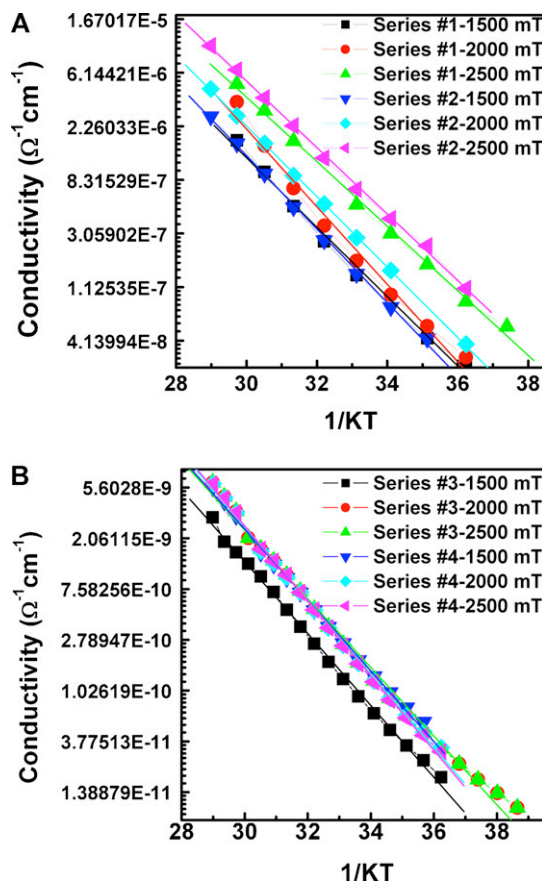 A
Conductivity (Ω⁻¹cm⁻¹)
1.67017E-5
6.14421E-6
2.26033E-6
8.31529E-7
3.05902E-7
1.12535E-7
4.13994E-8
Series #1-1500 mT
Series #1-2000 mT
Series #1-2500 mT
Series #2-1500 mT
Series #2-2000 mT
Series #2-2500 mT
28 30 32 34 36 38
1/KT
B
Conductivity (Ω⁻¹cm⁻¹)
5.6028E-9
2.06115E-9
7.58256E-10
2.78947E-10
1.02619E-10
3.77513E-11
1.38879E-11
Series #3-1500 mT
Series #3-2000 mT
Series #3-2500 mT
Series #4-1500 mT
Series #4-2000 mT
Series #4-2500 mT
28 30 32 34 36 38
1/KT